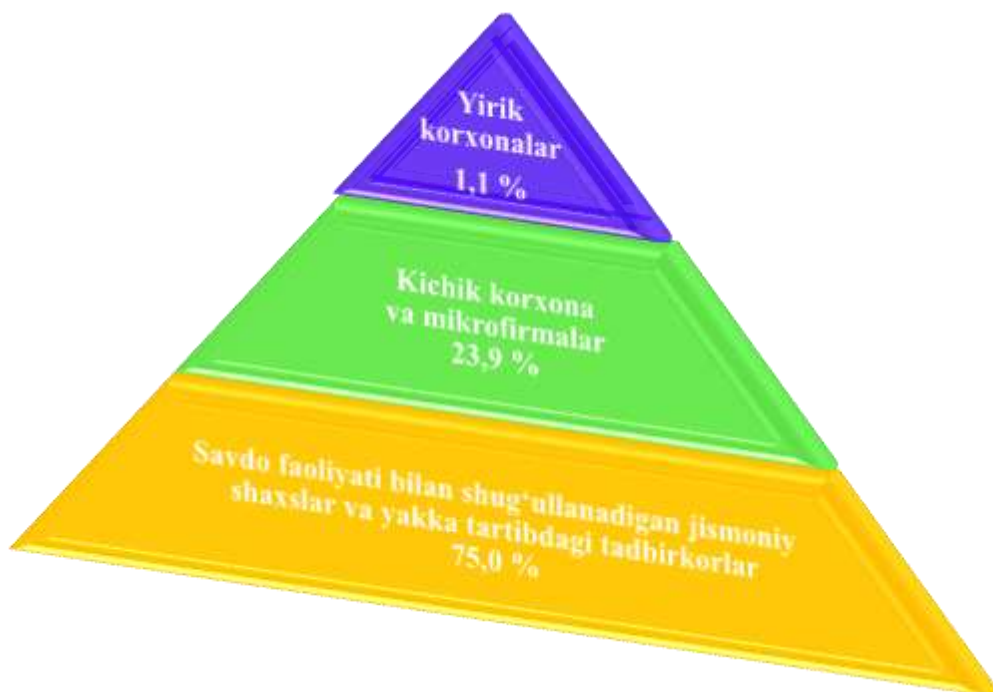 Yirik
korxonalar
1,1 %
Kichik korxona
va mikrofirmalar
23,9 %
Savdo faoliyati bilan shug‘ullanadigan jismoniy
shaxslar va yakka tartibdagi tadbirkorlar
75,0 %